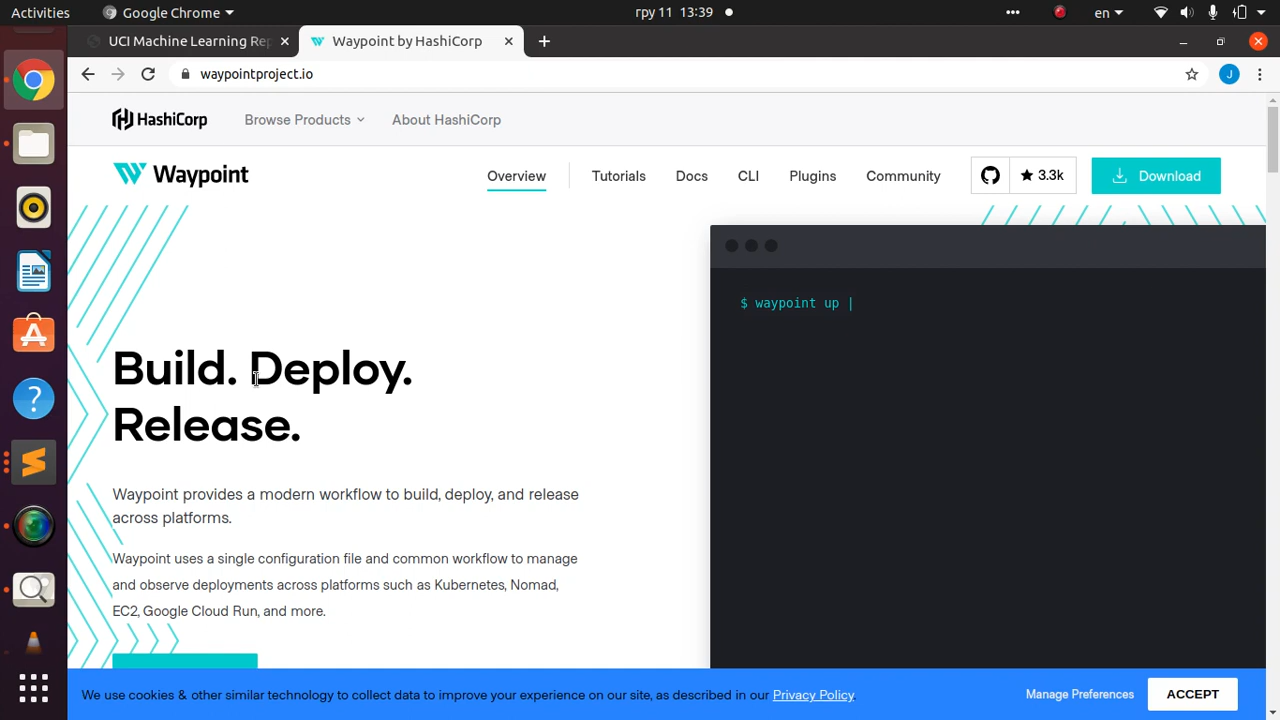 Activities
Google Chrome
гру 11 13:39
en
UCI Machine Learning Rep
Waypoint by HashiCorp
waypointproject.io
J
HashiCorp
Browse Products
About HashiCorp
Waypoint
Overview
Tutorials
Docs
CLI
Plugins
Community
3.3k
Download
$ waypoint up |
Build. Deploy.
Release.
Waypoint provides a modern workflow to build, deploy, and release
across platforms.
Waypoint uses a single configuration file and common workflow to manage
and observe deployments across platforms such as Kubernetes, Nomad,
EC2, Google Cloud Run, and more.
We use cookies & other similar technology to collect data to improve your experience on our site, as described in our Privacy Policy.
Manage Preferences
ACCEPT